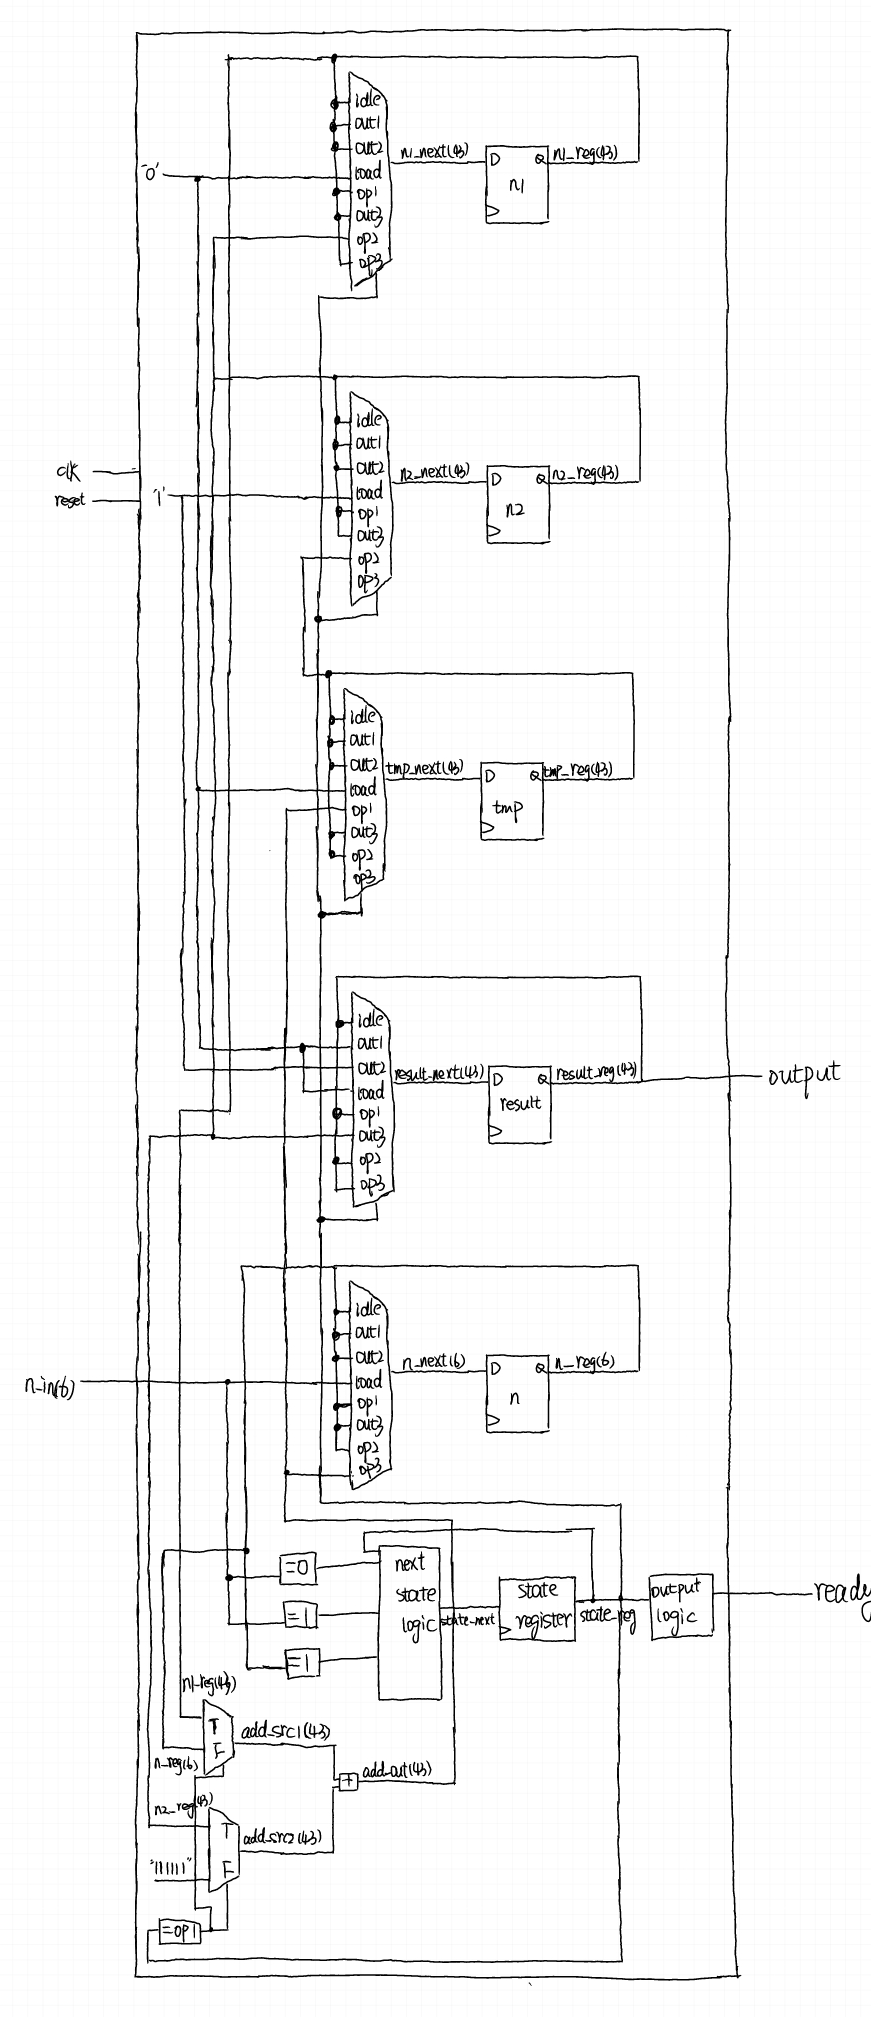 idle
out1
out2
load
op1
out3
op2
op3
'0'
n1_next(43)
D Q
n1
n1_reg(43)
idle
out1
out2
load
op1
out3
op2
op3
clk
reset
'1'
n2_next(43)
D Q
n2
n2_reg(43)
idle
out1
out2
load
op1
out3
op2
op3
tmp_next(43)
D Q
tmp
tmp_reg(43)
idle
out1
out2
load
op1
out3
op2
op3
result_next(43)
D Q
result
result_reg(43)
output
idle
out1
out2
load
op1
out3
op2
op3
n_in(6)
n_next(6)
D Q
n
n_reg(6)
=0
=1
=1
next
state
logic
state_next
state
register
state_reg
output
logic
ready
n1_reg(43)
T
F
n_reg(6)
add_src1(43)
+
add_out(43)
n2_reg(43)
T
F
"111111"
add_src2(43)
=op1